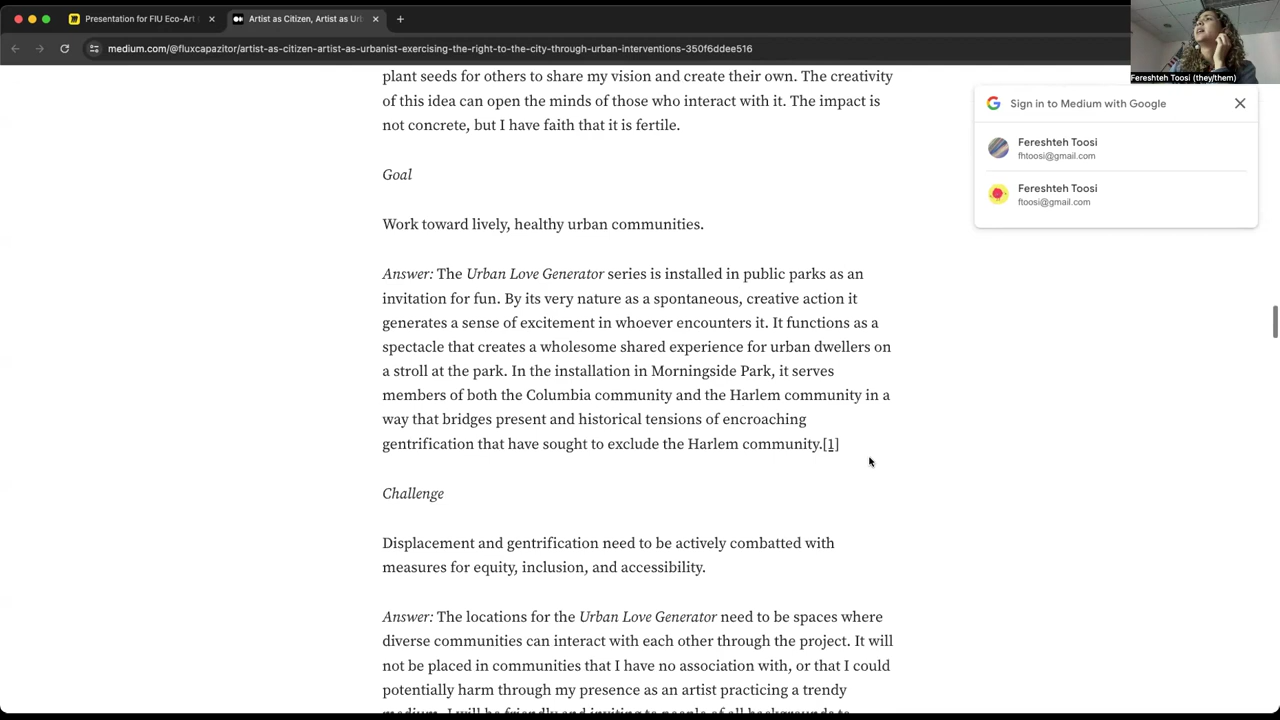 Presentation for FIU Eco-Art
Artist as Citizen, Artist as Ur
medium.com/@fluxcapazitor/artist-as-citizen-artist-as-urbanist-exercising-the-right-to-the-city-through-urban-interventions-350f6ddee516
Fereshteh Toosi (they/them)
Sign in to Medium with Google
Fereshteh Toosi
fhtoosi@gmail.com
Fereshteh Toosi
ftoosi@gmail.com
plant seeds for others to share my vision and create their own. The creativity
of this idea can open the minds of those who interact with it. The impact is
not concrete, but I have faith that it is fertile.
Goal
Work toward lively, healthy urban communities.
Answer: The Urban Love Generator series is installed in public parks as an
invitation for fun. By its very nature as a spontaneous, creative action it
generates a sense of excitement in whoever encounters it. It functions as a
spectacle that creates a wholesome shared experience for urban dwellers on
a stroll at the park. In the installation in Morningside Park, it serves
members of both the Columbia community and the Harlem community in a
way that bridges present and historical tensions of encroaching
gentrification that have sought to exclude the Harlem community.[1]
Challenge
Displacement and gentrification need to be actively combatted with
measures for equity, inclusion, and accessibility.
Answer: The locations for the Urban Love Generator need to be spaces where
diverse communities can interact with each other through the project. It will
not be placed in communities that I have no association with, or that I could
potentially harm through my presence as an artist practicing a trendy
medium. I will be friendly and inviting to people of all backgrounds to